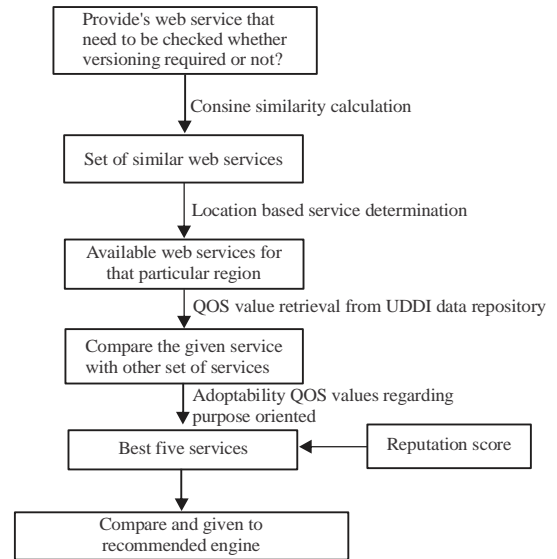 Provide's web service that
need to be checked whether
versioning required or not?
Consine similarity calculation
Set of similar web services
Location based service determination
Available web services for
that particular region
QOS value retrieval from UDDI data repository
Compare the given service
with other set of services
Adoptability QOS values regarding
purpose oriented
Best five services
Reputation score
Compare and given to
recommended engine